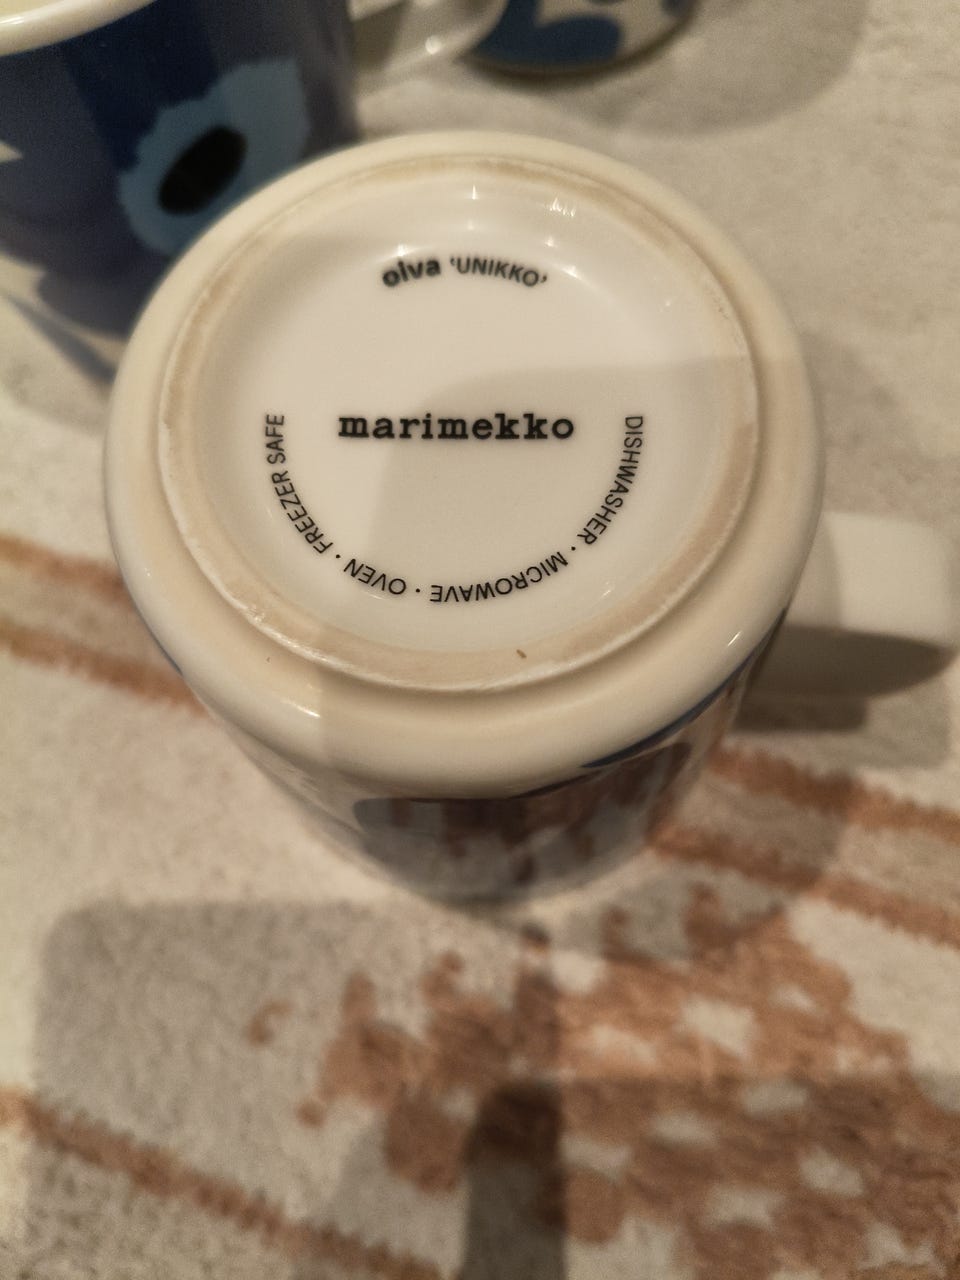 oiva ‘UNIKKO’
marimekko
DISHWASHER · MICROWAVE · OVEN · FREEZER SAFE